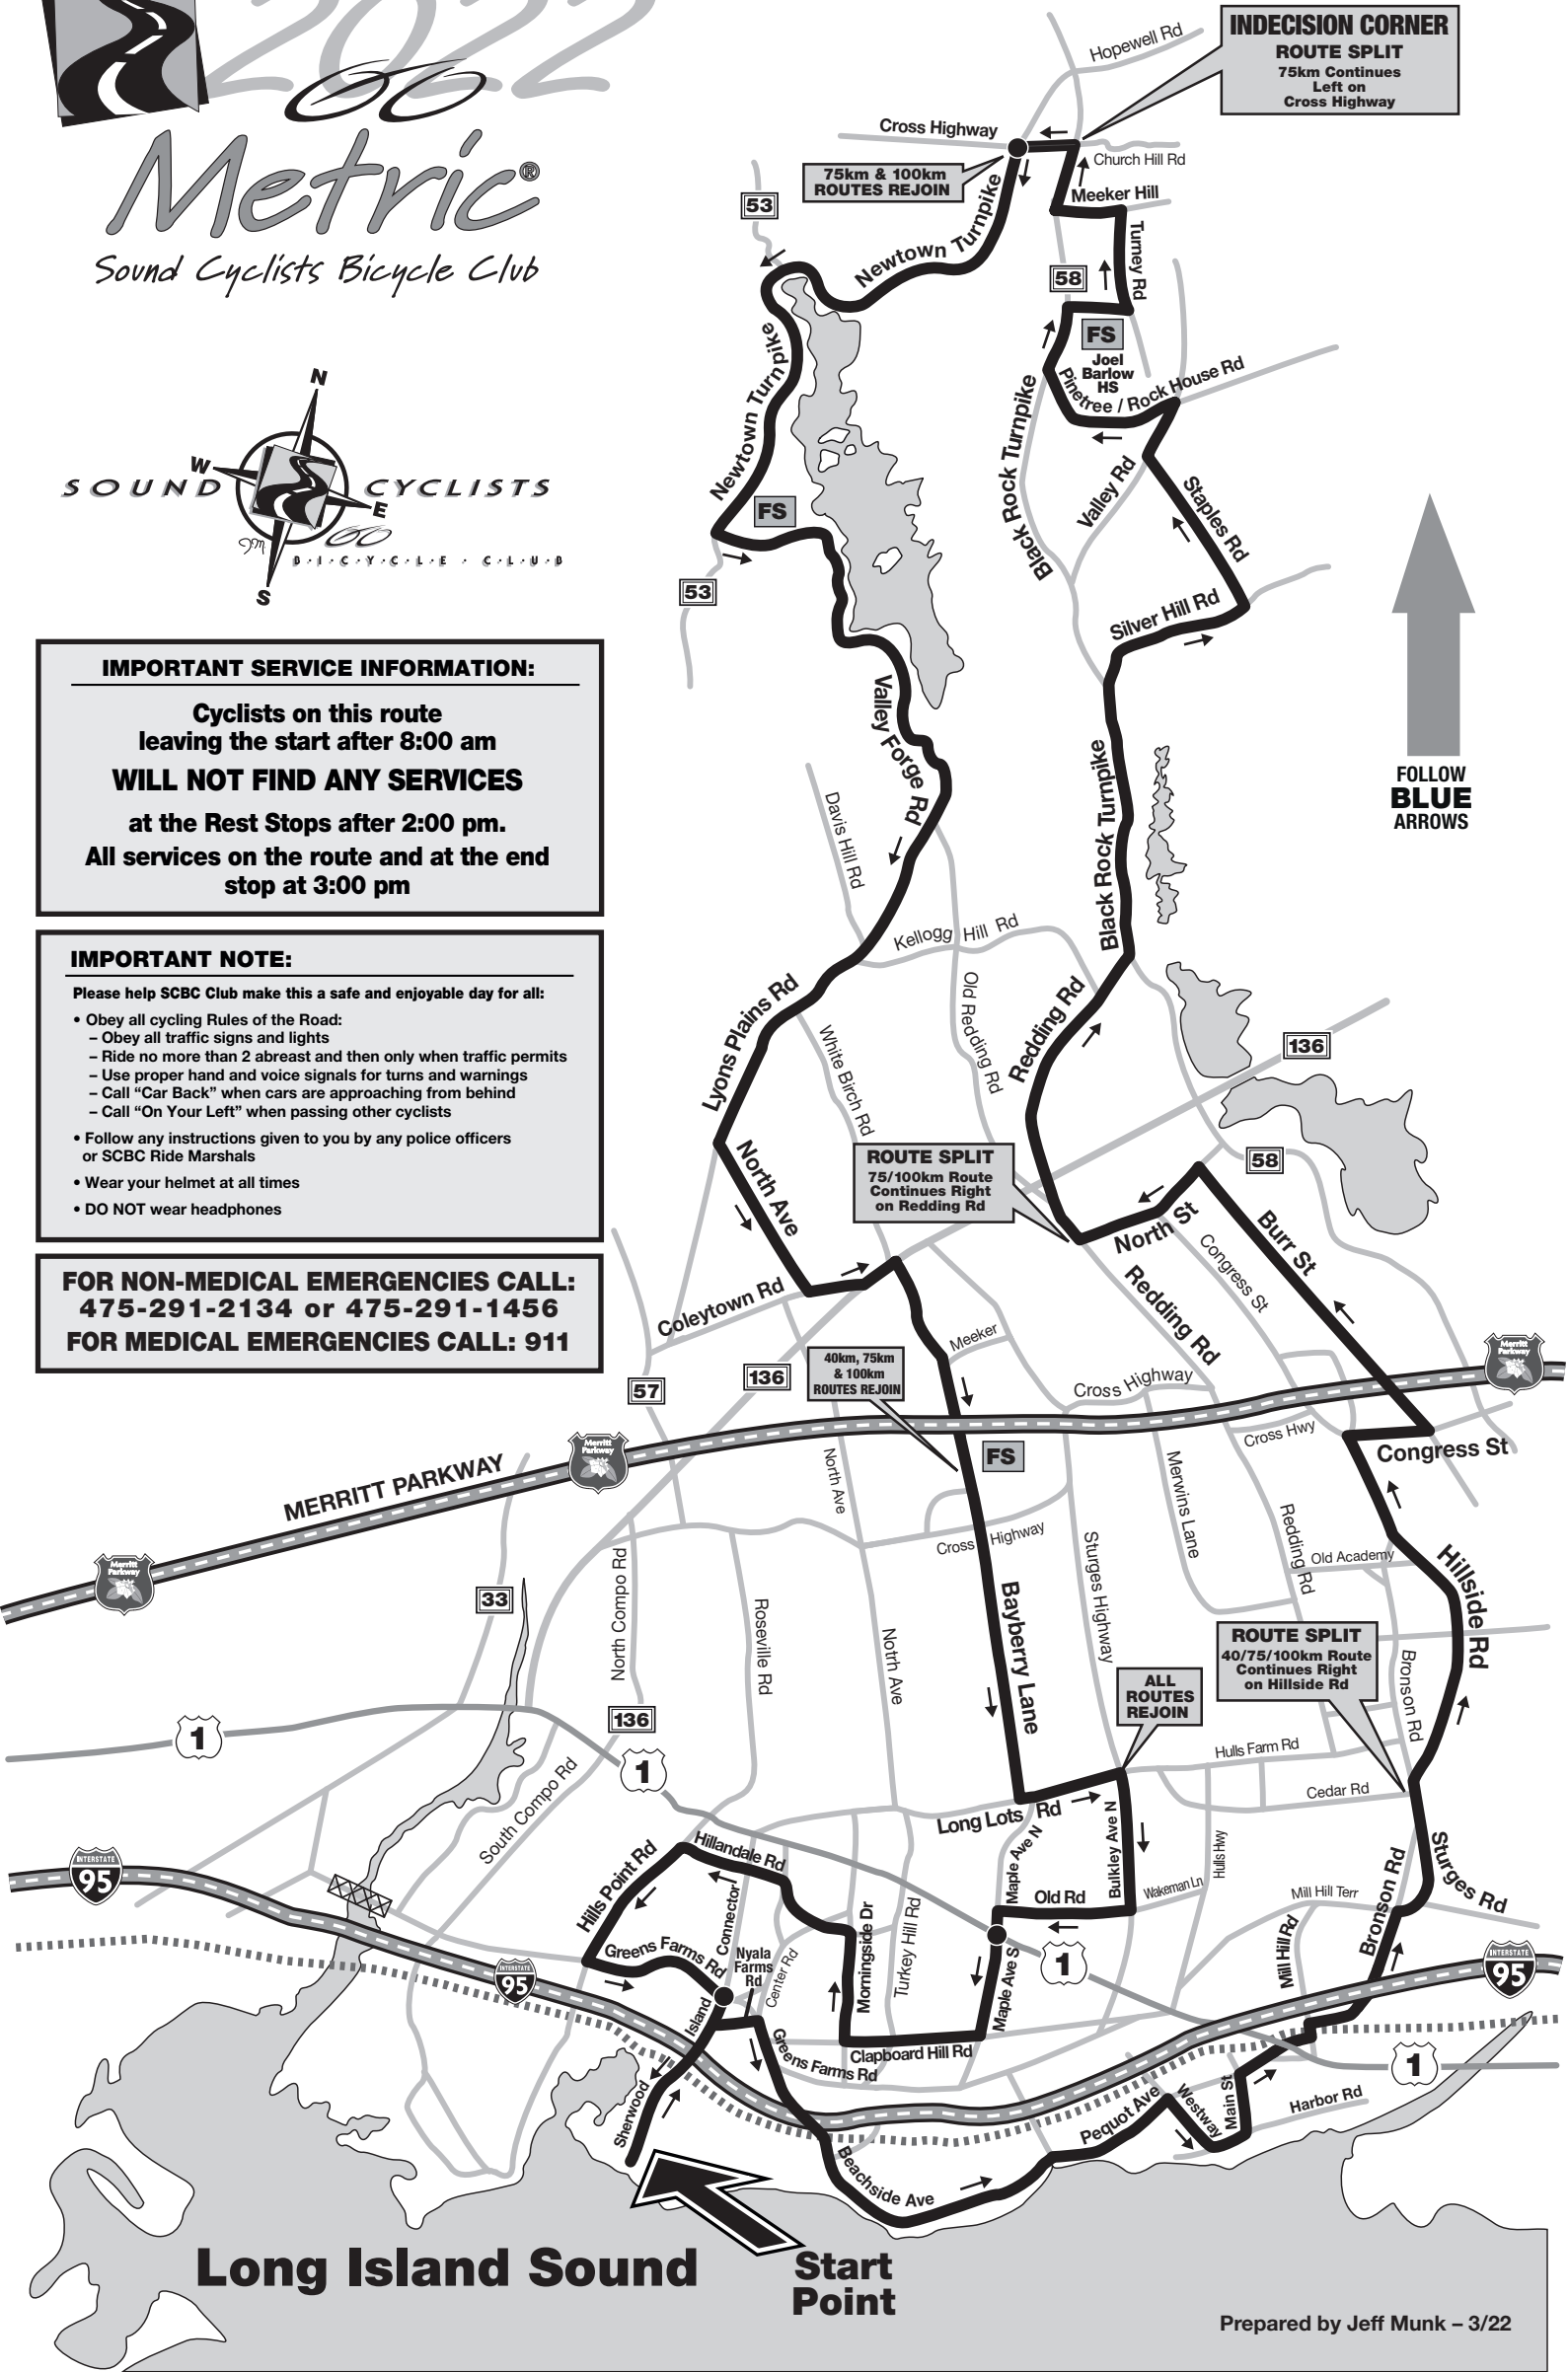 2022
Metric®
Sound Cyclists Bicycle Club
N
W
E
S
SOUND CYCLISTS
B·I·C·Y·C·L·E · C·L·U·B
IMPORTANT SERVICE INFORMATION:
Cyclists on this route
leaving the start after 8:00 am
WILL NOT FIND ANY SERVICES
at the Rest Stops after 2:00 pm.
All services on the route and at the end
stop at 3:00 pm
IMPORTANT NOTE:
Please help SCBC Club make this a safe and enjoyable day for all:
• Obey all cycling Rules of the Road:
– Obey all traffic signs and lights
– Ride no more than 2 abreast and then only when traffic permits
– Use proper hand and voice signals for turns and warnings
– Call “Car Back” when cars are approaching from behind
– Call “On Your Left” when passing other cyclists
• Follow any instructions given to you by any police officers
or SCBC Ride Marshals
• Wear your helmet at all times
• DO NOT wear headphones
FOR NON-MEDICAL EMERGENCIES CALL:
475-291-2134 or 475-291-1456
FOR MEDICAL EMERGENCIES CALL: 911
INDECISION CORNER
ROUTE SPLIT
75km Continues
Left on
Cross Highway
Hopewell Rd
Cross Highway
Church Hill Rd
75km & 100km
ROUTES REJOIN
Meeker Hill
53
Newtown Turnpike
Turney Rd
58
FS
Joel
Barlow
HS
Pinetree / Rock House Rd
Newtown Turnpike
Black Rock Turnpike
FS
Valley Rd
Staples Rd
53
Silver Hill Rd
FOLLOW
BLUE
ARROWS
Valley Forge Rd
Davis Hill Rd
Black Rock Turnpike
Kellogg Hill Rd
Lyons Plains Rd
Old Redding Rd
Redding Rd
White Birch Rd
136
North Ave
ROUTE SPLIT
75/100km Route
Continues Right
on Redding Rd
58
North St
Burr St
Congress St
Coleytown Rd
Redding Rd
Meeker
57
136
40km, 75km
& 100km
ROUTES REJOIN
Cross Highway
Merritt
Parkway
FS
Cross Hwy
Congress St
MERRITT PARKWAY
Merritt
Parkway
Merritt
Parkway
North Ave
Merwins Lane
Cross Highway
Sturges Highway
Redding Rd
Old Academy
Hillside Rd
33
North Compo Rd
Roseville Rd
Notrh Ave
Bayberry Lane
ROUTE SPLIT
40/75/100km Route
Continues Right
on Hillside Rd
Bronson Rd
ALL
ROUTES
REJOIN
1
136
1
Hulls Farm Rd
Cedar Rd
South Compo Rd
Long Lots Rd
Maple Ave N
Bulkley Ave N
Hulls Hwy
Hillandale Rd
Hills Point Rd
INTERSTATE
95
Old Rd
Wakeman Ln
Mill Hill Terr
Sturges Rd
Bronson Rd
Mill Hill Rd
Connector
Greens Farms Rd
Nyala
Farms
Rd
Center Rd
Morningside Dr
Turkey Hill Rd
Maple Ave S
1
INTERSTATE
95
INTERSTATE
95
Island
Sherwood
Greens Farms Rd
Clapboard Hill Rd
1
Pequot Ave
Westway
Main St
Harbor Rd
Beachside Ave
Long Island Sound
Start
Point
Prepared by Jeff Munk – 3/22